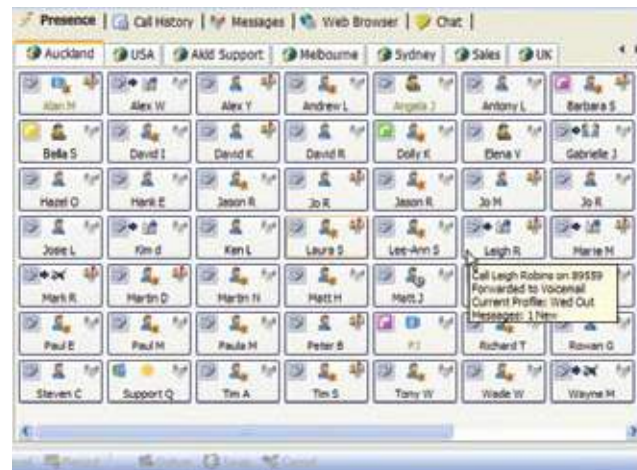 Presence | Call History | Messages | Web Browser | Chat |
Auckland USA Akld Support Melbourne Sydney Sales UK
Alan M Alex W Alex Y Andrew L Angela J Antony L Barbara S
Bella S David I David K David R Dolly K Elena V Gabrielle J
Hazel O Hank E Jason R Jo R Jason R Jo M Jo R
Josie L Kim d Ken L Laura S Lee-Ann S Leigh R Marie M
Mark R Martin D Martin N Matt H Matt J
Call Leigh Robins on 89559
Forwarded to Voicemail
Current Profile: Wed Out
Messages: 1 New
Paul E Paul M Paula M Peter B PJ Richard T Rowan G
Steven C Support Q Tim A Tim S Tony W Wade W Wayne M